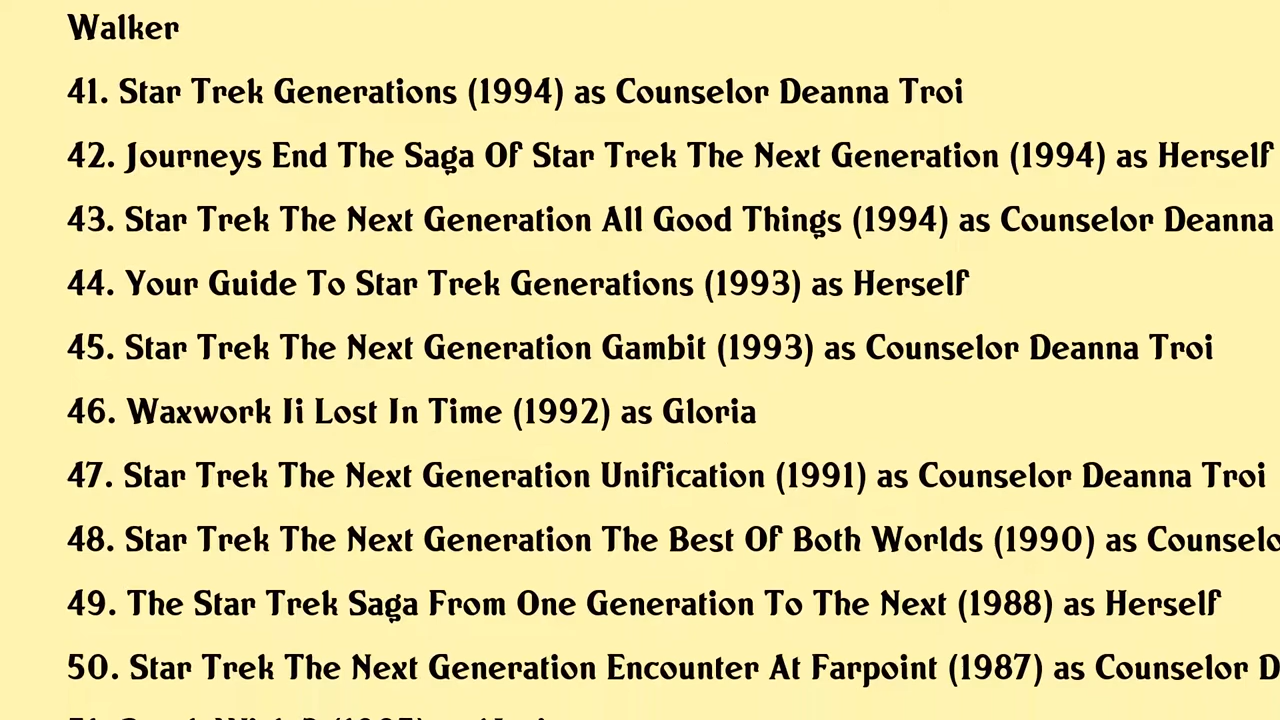 Walker
41. Star Trek Generations (1994) as Counselor Deanna Troi
42. Journeys End The Saga Of Star Trek The Next Generation (1994) as Herself
43. Star Trek The Next Generation All Good Things (1994) as Counselor Deanna
44. Your Guide To Star Trek Generations (1993) as Herself
45. Star Trek The Next Generation Gambit (1993) as Counselor Deanna Troi
46. Waxwork Ii Lost In Time (1992) as Gloria
47. Star Trek The Next Generation Unification (1991) as Counselor Deanna Troi
48. Star Trek The Next Generation The Best Of Both Worlds (1990) as
49. The Star Trek Saga From One Generation To The Next (1988) as Herself
50. Star Trek The Next Generation Encounter At Farpoint (1987) as Counselor